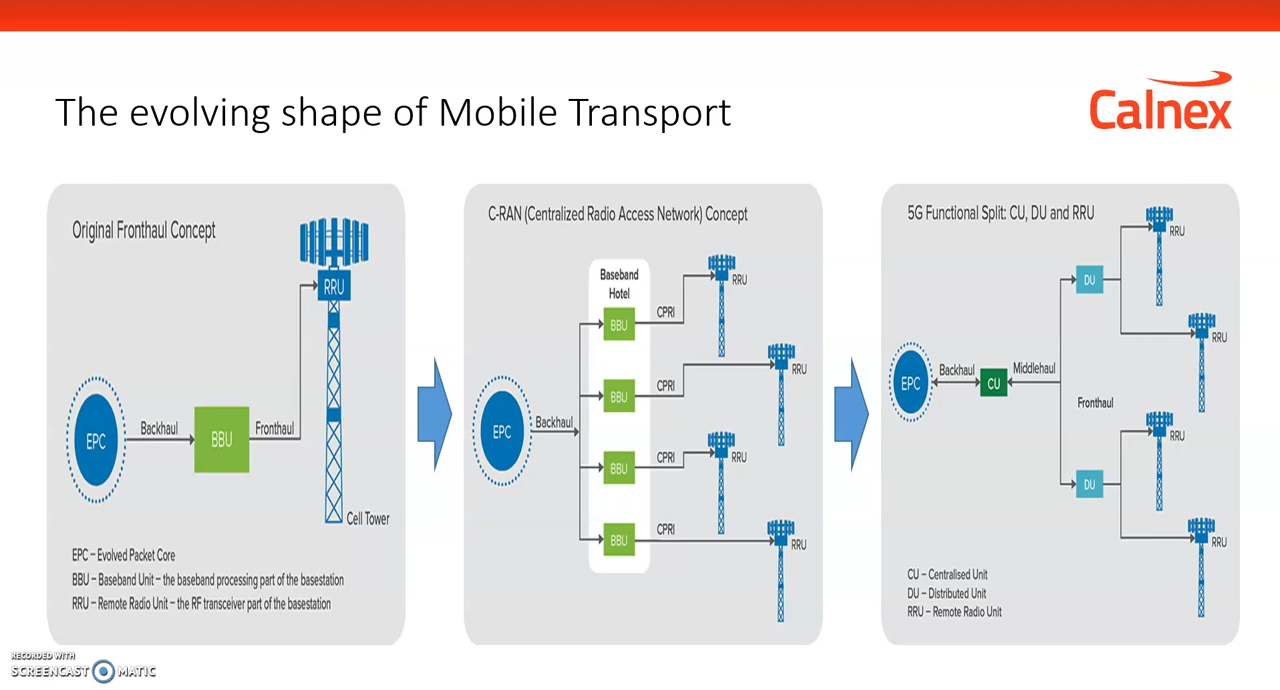 The evolving shape of Mobile Transport
Calnex
Original Fronthaul Concept
RRU
EPC
Backhaul
BBU
Fronthaul
Cell Tower
EPC – Evolved Packet Core
BBU – Baseband Unit – the baseband processing part of the basestation
RRU – Remote Radio Unit – the RF transceiver part of the basestation
C-RAN (Centralized Radio Access Network) Concept
Baseband
Hotel
EPC
Backhaul
BBU
CPRI
RRU
BBU
CPRI
RRU
BBU
CPRI
RRU
BBU
CPRI
RRU
5G Functional Split: CU, DU and RRU
RRU
DU
RRU
EPC
Backhaul
CU
Middlehaul
Fronthaul
RRU
DU
RRU
CU – Centralised Unit
DU – Distributed Unit
RRU – Remote Radio Unit
RECORDED WITH
SCREENCAST MATIC